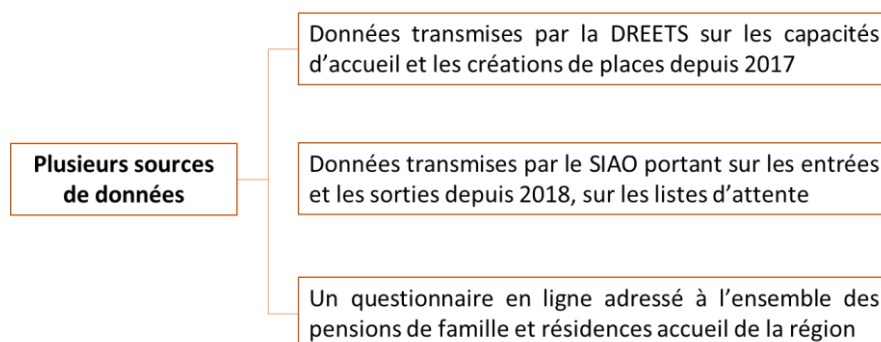 Données transmises par la DREETS sur les capacités
d’accueil et les créations de places depuis 2017
Plusieurs sources
de données
Données transmises par le SIAO portant sur les entrées
et les sorties depuis 2018, sur les listes d’attente
Un questionnaire en ligne adressé à l’ensemble des
pensions de famille et résidences accueil de la région